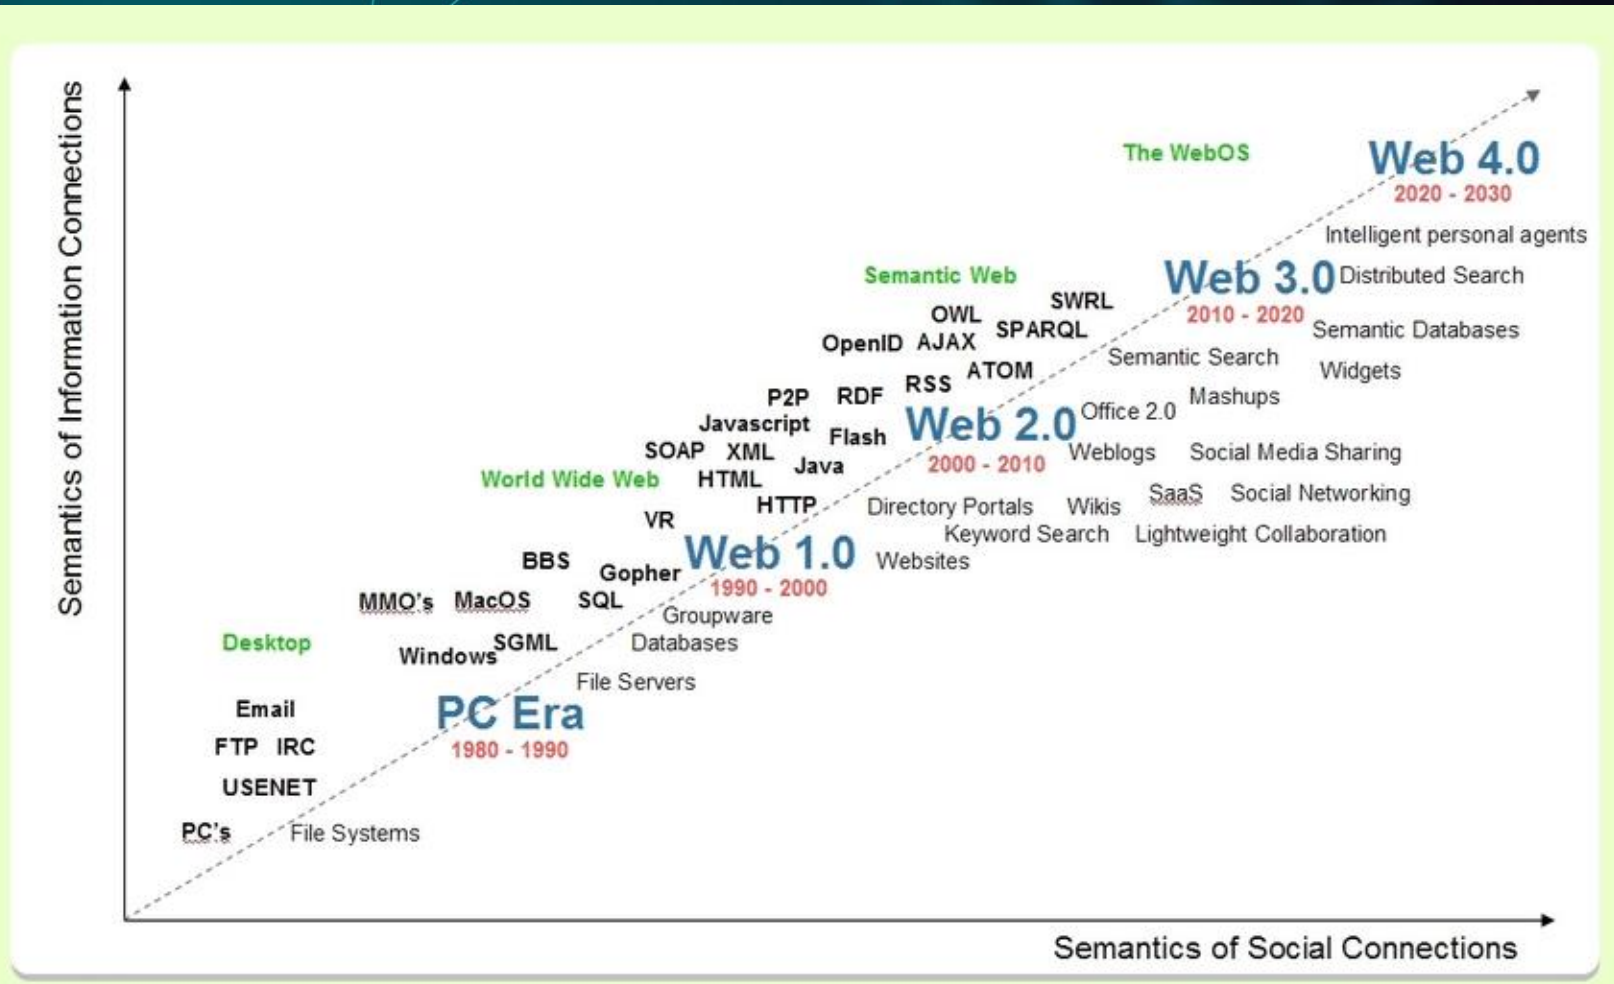 Semantics of Information Connections
The WebOS
Web 4.0
2020 - 2030
Intelligent personal agents
Semantic Web
Web 3.0
Distributed Search
2010 - 2020
SWRL
OWL
SPARQL
Semantic Databases
OpenID
AJAX
Semantic Search
ATOM
Widgets
RSS
P2P
RDF
Mashups
Javascript
Web 2.0
Office 2.0
Flash
SOAP
XML
Weblogs
Social Media Sharing
Java
2000 - 2010
World Wide Web
HTML
HTTP
Directory Portals
Wikis
SaaS
Social Networking
VR
Keyword Search
Lightweight Collaboration
Web 1.0
BBS
Websites
Gopher
1990 - 2000
MMO's
MacOS
SQL
Groupware
Desktop
SGML
Databases
Windows
File Servers
Email
PC Era
FTP
IRC
1980 - 1990
USENET
PC's
File Systems
Semantics of Social Connections